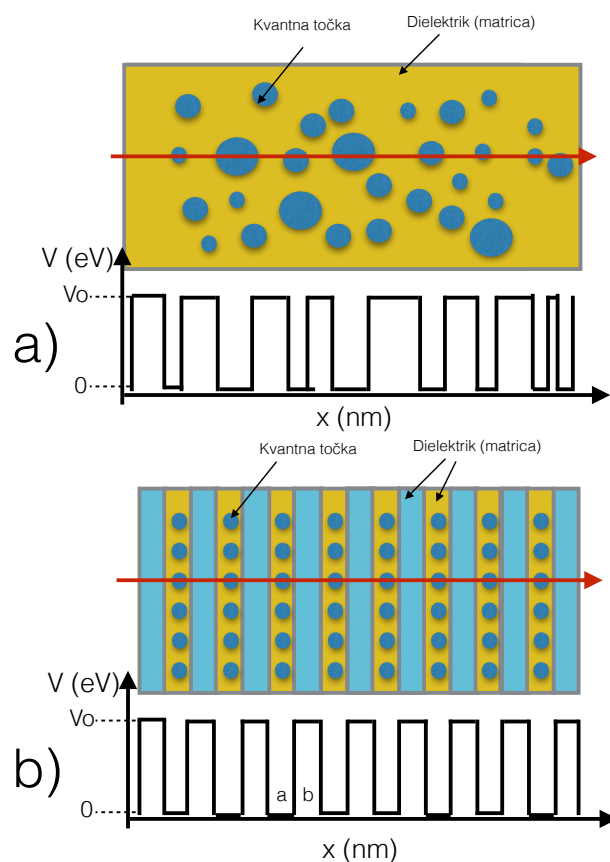 Kvantna točka
Dielektrik (matrica)
V (eV)
Vo
a)
0
x (nm)
Kvantna točka
Dielektrik (matrica)
V (eV)
Vo
b)
a b
0
x (nm)